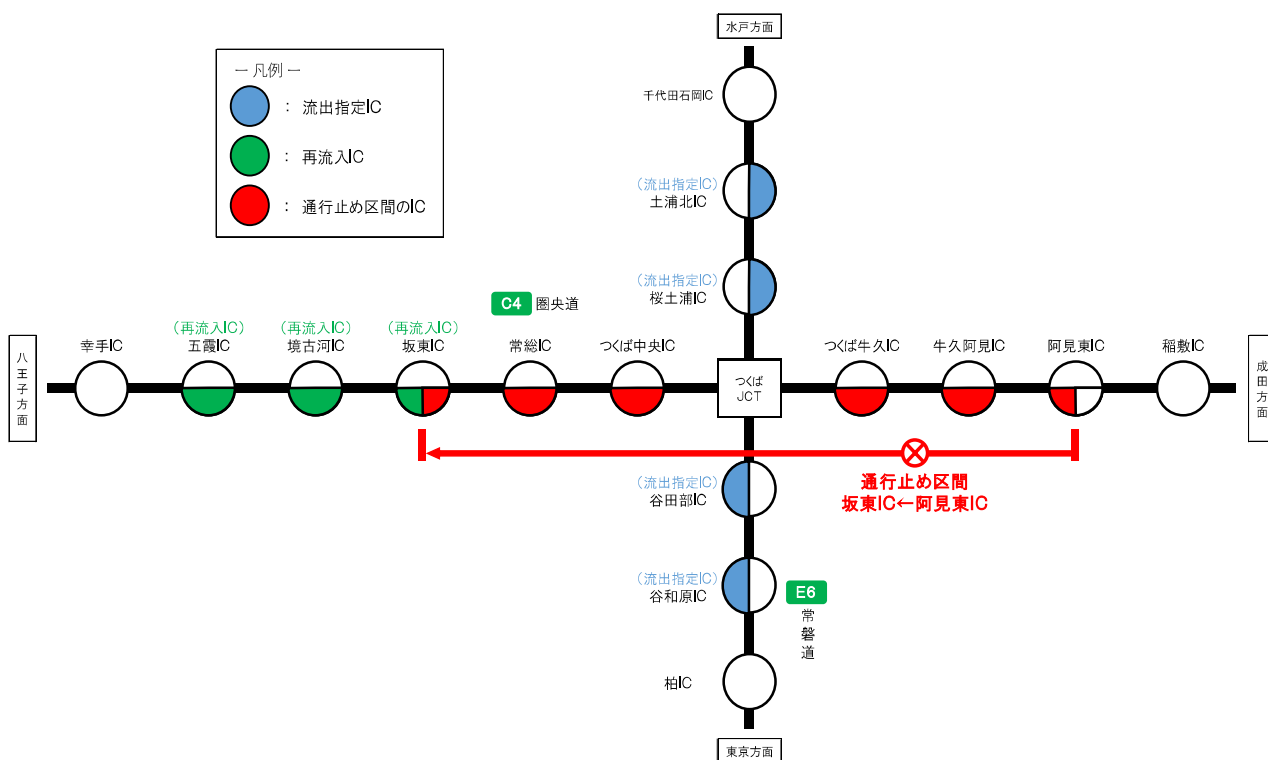 水戸方面
― 凡例 ―
： 流出指定IC
： 再流入IC
： 通行止め区間のIC
千代田石岡IC
（流出指定IC）
土浦北IC
（流出指定IC）
桜土浦IC
C4 圏央道
八王子方面
幸手IC
（再流入IC）
五霞IC
（再流入IC）
境古河IC
（再流入IC）
坂東IC
常総IC
つくば中央IC
つくば
JCT
つくば牛久IC
牛久阿見IC
阿見東IC
稲敷IC
成田方面
通行止め区間
坂東IC←阿見東IC
（流出指定IC）
谷田部IC
（流出指定IC）
谷和原IC
E6
常磐道
柏IC
東京方面